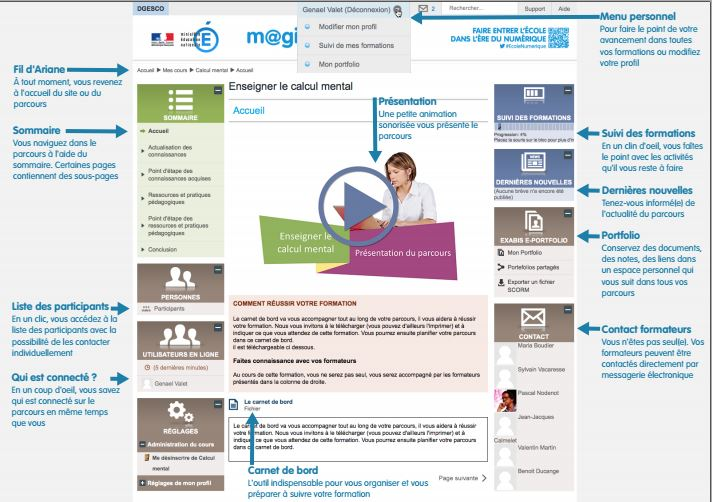 DGESCO
Genael Valet (Déconnexion)
2
Rechercher...
Support
Aide
Modifier mon profil
Suivi de mes formations
Mon portfolio
m@gi
FAIRE ENTRER L'ÉCOLE
DANS L'ÈRE DU NUMÉRIQUE
#EcoleNumerique
Menu personnel
Pour faire le point de votre
avancement dans toutes
vos formations ou modifiez
votre profil
Fil d'Ariane
À tout moment, vous revenez
à l'accueil du site ou du
parcours
Accueil ▶ Mes cours ▶ Calcul mental ▶ Accueil
Sommaire
Vous naviguez dans le
parcours à l'aide du
sommaire. Certaines pages
contiennent des sous-pages
SOMMAIRE
Accueil
Actualisation des
connaissances
Point d'étape des
connaissances acquises
Ressources et pratiques
pédagogiques
Point d'étape des
ressources et pratiques
pédagogiques
Conclusion
Enseigner le calcul mental
Accueil
Présentation
Une petite animation
sonorisée vous présente le
parcours
Enseigner le
calcul mental
Présentation du parcours
SUIVI DES FORMATIONS
Progression: 4%
Placez la souris sur le bloc pour plus d'in
Suivi des formations
En un clin d'oeil, vous faîtes
le point avec les activités
qu'il vous reste à faire
NEWS
DERNIÈRES NOUVELLES
(Aucune brève n'a encore été
publiée)
Dernières nouvelles
Tenez-vous informé(e) de
l'actualité du parcours
EXABIS E-PORTFOLIO
Mon Portfolio
Portefolios partagés
Exporter un fichier
SCORM
Portfolio
Conservez des documents,
des notes, des liens dans
un espace personnel qui
vous suit dans tous vos
parcours
Liste des participants
En un clic, vous accédez à la
liste des participants avec la
possibilité de les contacter
individuellement
PERSONNES
Participants
UTILISATEURS EN LIGNE
(5 dernières minutes)
Genael Valet
Qui est connecté ?
En un coup d'oeil, vous savez
qui est connecté sur le
parcours en même temps
que vous
RÉGLAGES
Administration du cours
Me désinscrire de Calcul
mental
Réglages de mon profil
COMMENT RÉUSSIR VOTRE FORMATION
Le carnet de bord va vous accompagner tout au long de votre parcours, il vous aidera à réussir
votre formation. Nous vous invitons à le télécharger (vous pouvez d'ailleurs l'imprimer) et à
indiquer ce que vous attendez de cette formation. Vous pourrez ensuite planifier votre parcours
dans ce carnet de bord.
il est téléchargeable ci dessous.
Faites connaissance avec vos formateurs
Au cours de cette formation, vous ne serez pas seul, vous serez accompagné par les formateurs
présentés dans la colonne de droite.
Le carnet de bord
Fichier
Le carnet de bord va vous accompagner tout au long de votre parcours, il vous aidera à réussir
votre formation. Nous vous invitons à le télécharger (vous pouvez d'ailleurs l'imprimer) et à
indiquer ce que vous attendez de cette formation. Vous pourrez ensuite planifier votre parcours
dans ce carnet de bord.
Page suivante
Carnet de bord
L'outil indispensable pour vous organiser et vous
préparer à suivre votre formation
CONTACT
Maria Boudier
Sylvain Vacaresse
Pascal Nodenot
Jean-Jacques
Calmelet
Valentin Martin
Benoit Ducange
Contact formateurs
Vous n'êtes pas seul(e). Vos
formateurs peuvent être
contactés directement par
messagerie électronique